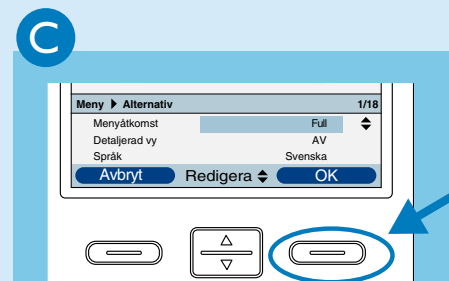 C
Meny Alternativ 1/18
Menyåtkomst Full
Detaljerad vy AV
Språk Svenska
Avbryt Redigera OK